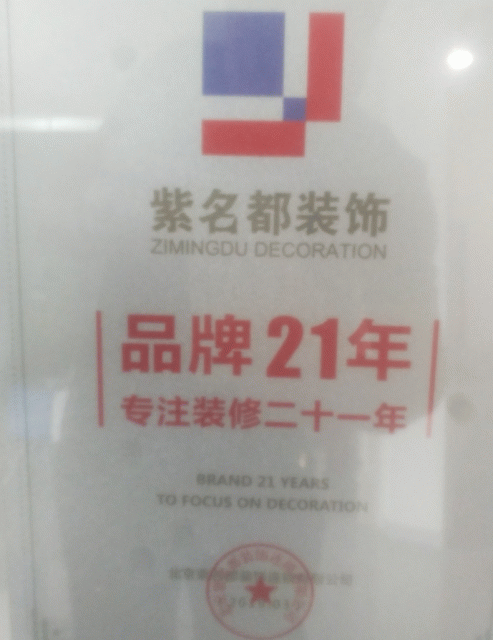 紫名都装饰
ZIMINGDU DECORATION
品牌21年
专注装修二十一年
BRAND 21 YEARS
TO FOCUS ON DECORATION